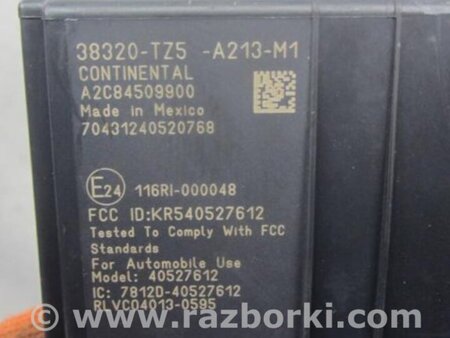 38320-TZ5 -A213-M1
CONTINENTAL
A2C84509900
Made in Mexico
70431240520768
E24 116RI-000048
FCC ID:KR540527612
Tested To Comply With FCC
Standards
For Automobile Use
Model: 40527612
IC: 7812D-40527612
RLVCO4013-0595
www.razborki.com